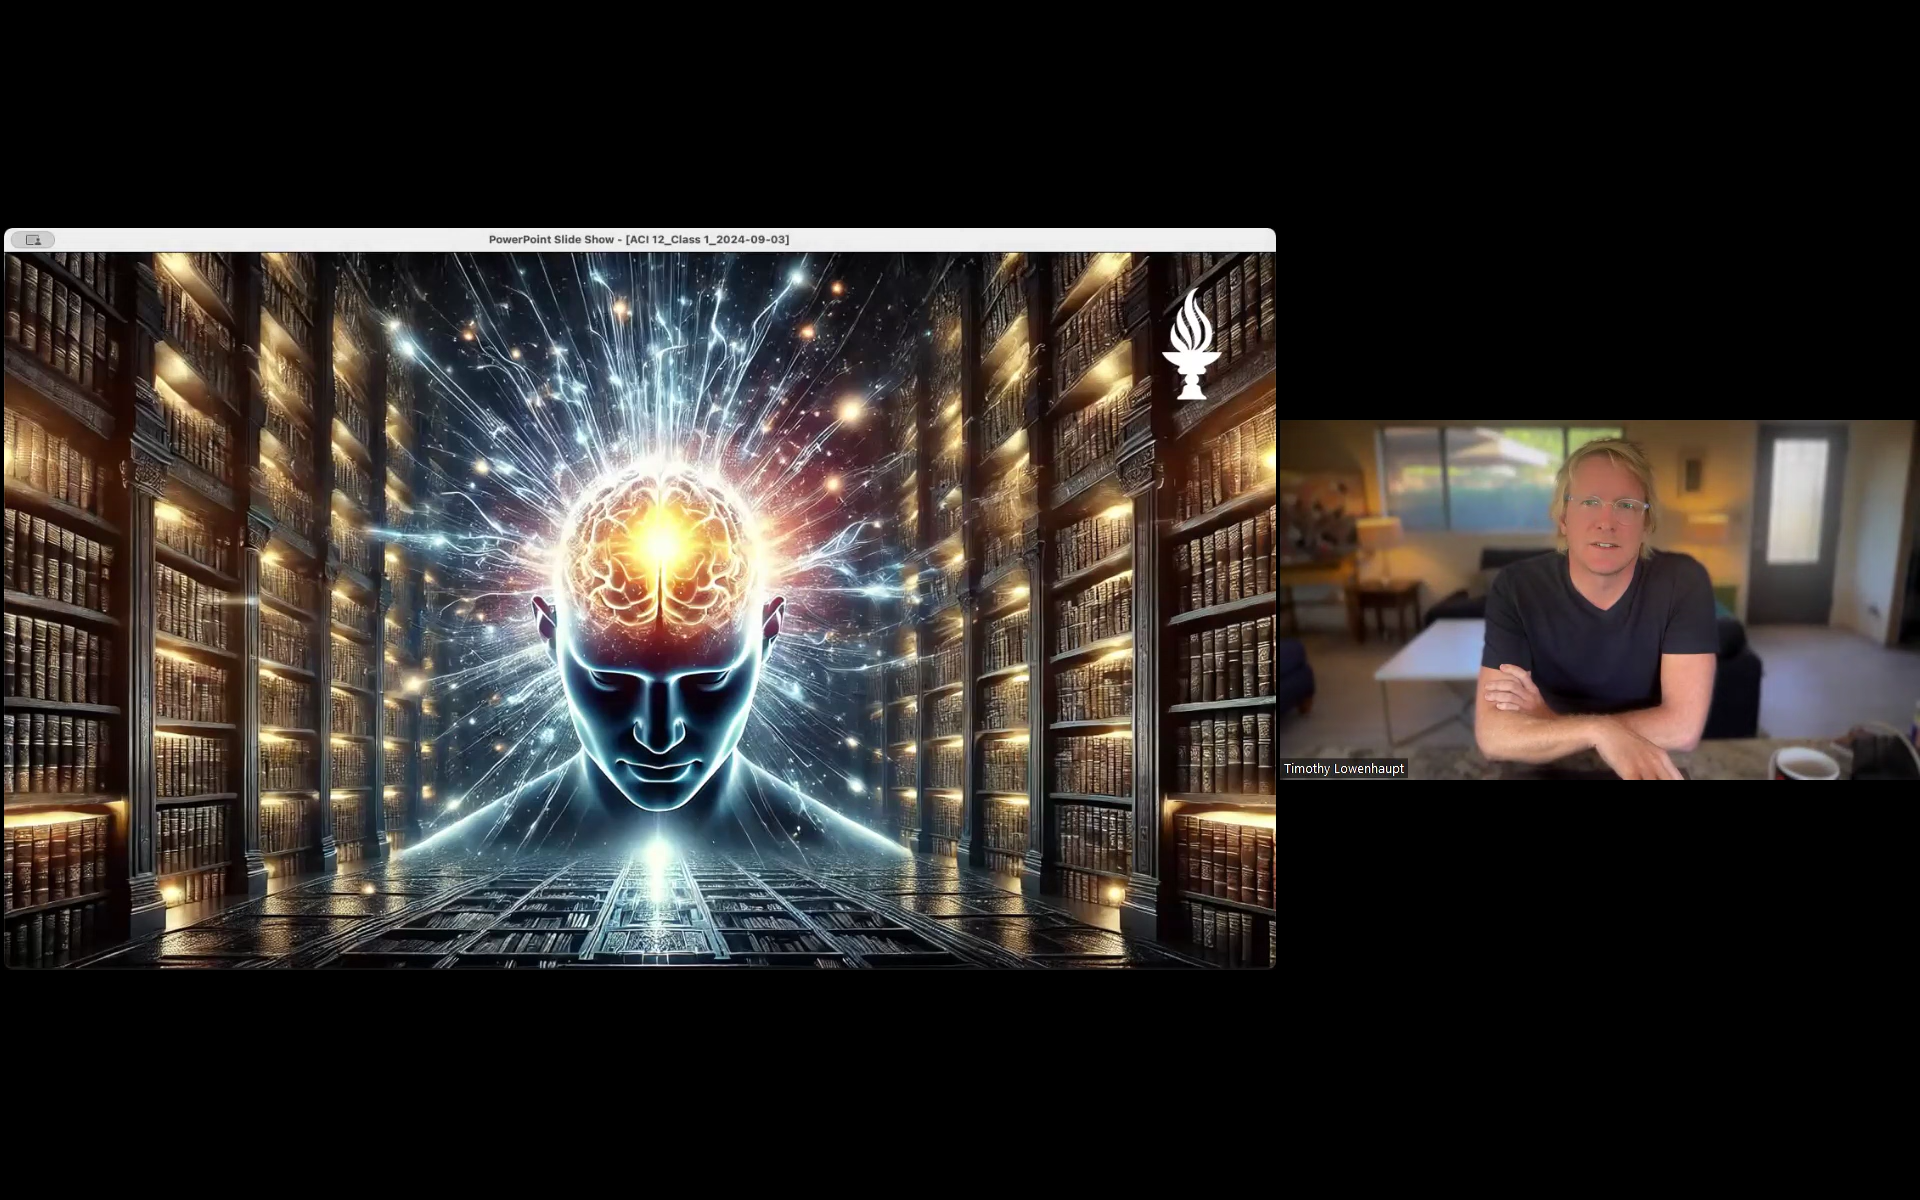 PowerPoint Slide Show - [ACI 12_Class 1_2024-09-03]
Timothy Lowenhaupt